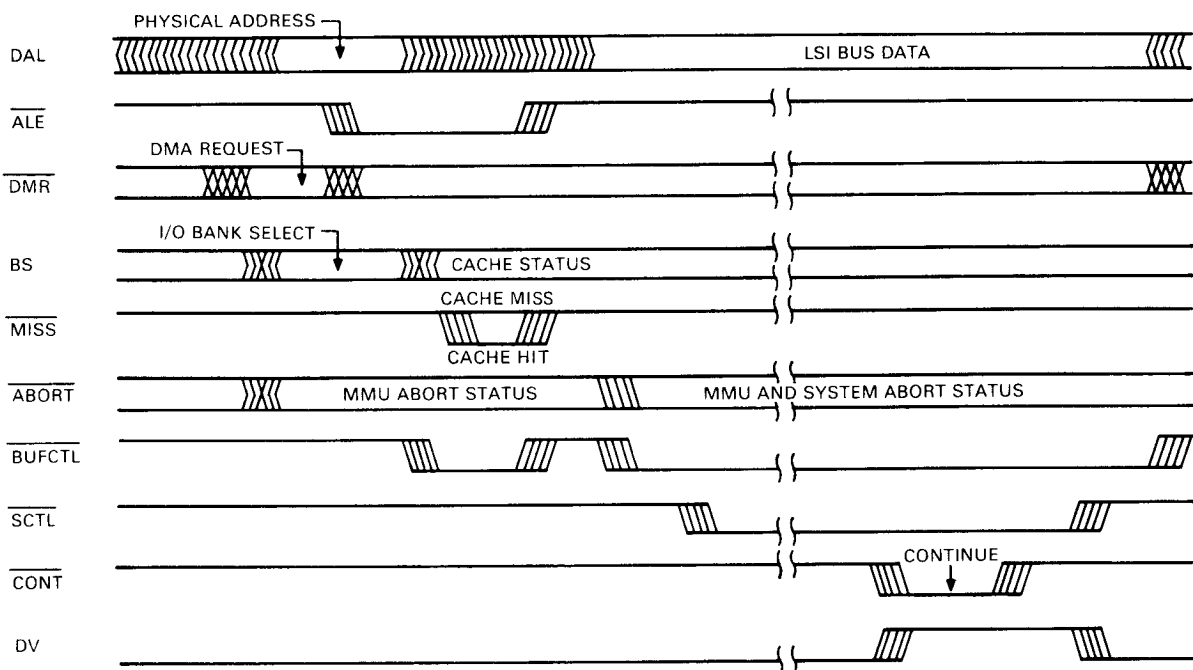 PHYSICAL ADDRESS
DAL
LSI BUS DATA
ALE
DMA REQUEST
DMR
I/O BANK SELECT
BS
CACHE STATUS
CACHE MISS
MISS
CACHE HIT
ABORT
MMU ABORT STATUS
MMU AND SYSTEM ABORT STATUS
BUFCTL
SCTL
CONTINUE
CONT
DV